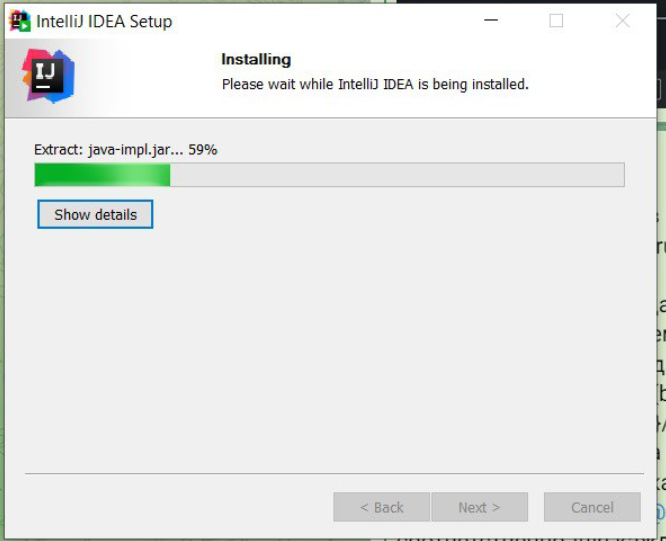 IntelliJ IDEA Setup
IJ
Installing
Please wait while IntelliJ IDEA is being installed.
Extract: java-impl.jar... 59%
Show details
< Back
Next >
Cancel